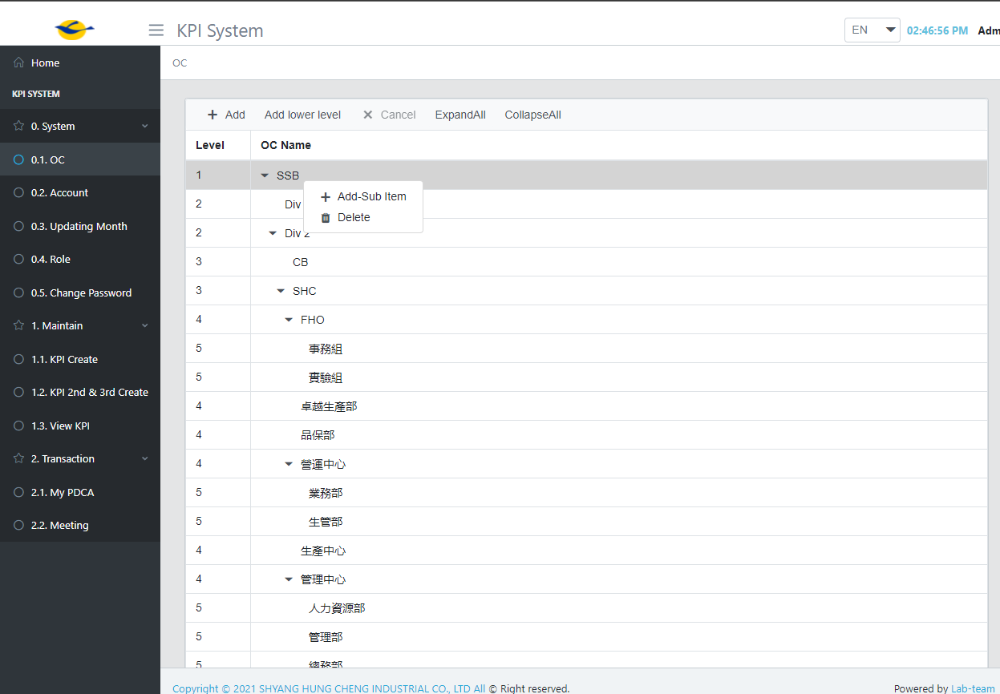 KPI System
EN
02:46:56 PM
Adm
Home
KPI SYSTEM
0. System
0.1. OC
0.2. Account
0.3. Updating Month
0.4. Role
0.5. Change Password
1. Maintain
1.1. KPI Create
1.2. KPI 2nd & 3rd Create
1.3. View KPI
2. Transaction
2.1. My PDCA
2.2. Meeting
OC
Add Add lower level Cancel ExpandAll CollapseAll
Level OC Name
1 SSB
Add-Sub Item
Delete
2 Div
2 Div 2
3 CB
3 SHC
4 FHO
5 事務組
5 實驗組
4 卓越生產部
4 品保部
4 營運中心
5 業務部
5 生管部
4 生產中心
4 管理中心
5 人力資源部
5 管理部
5 總務部
Copyright © 2021 SHYANG HUNG CHENG INDUSTRIAL CO., LTD All © Right reserved.
Powered by Lab-team